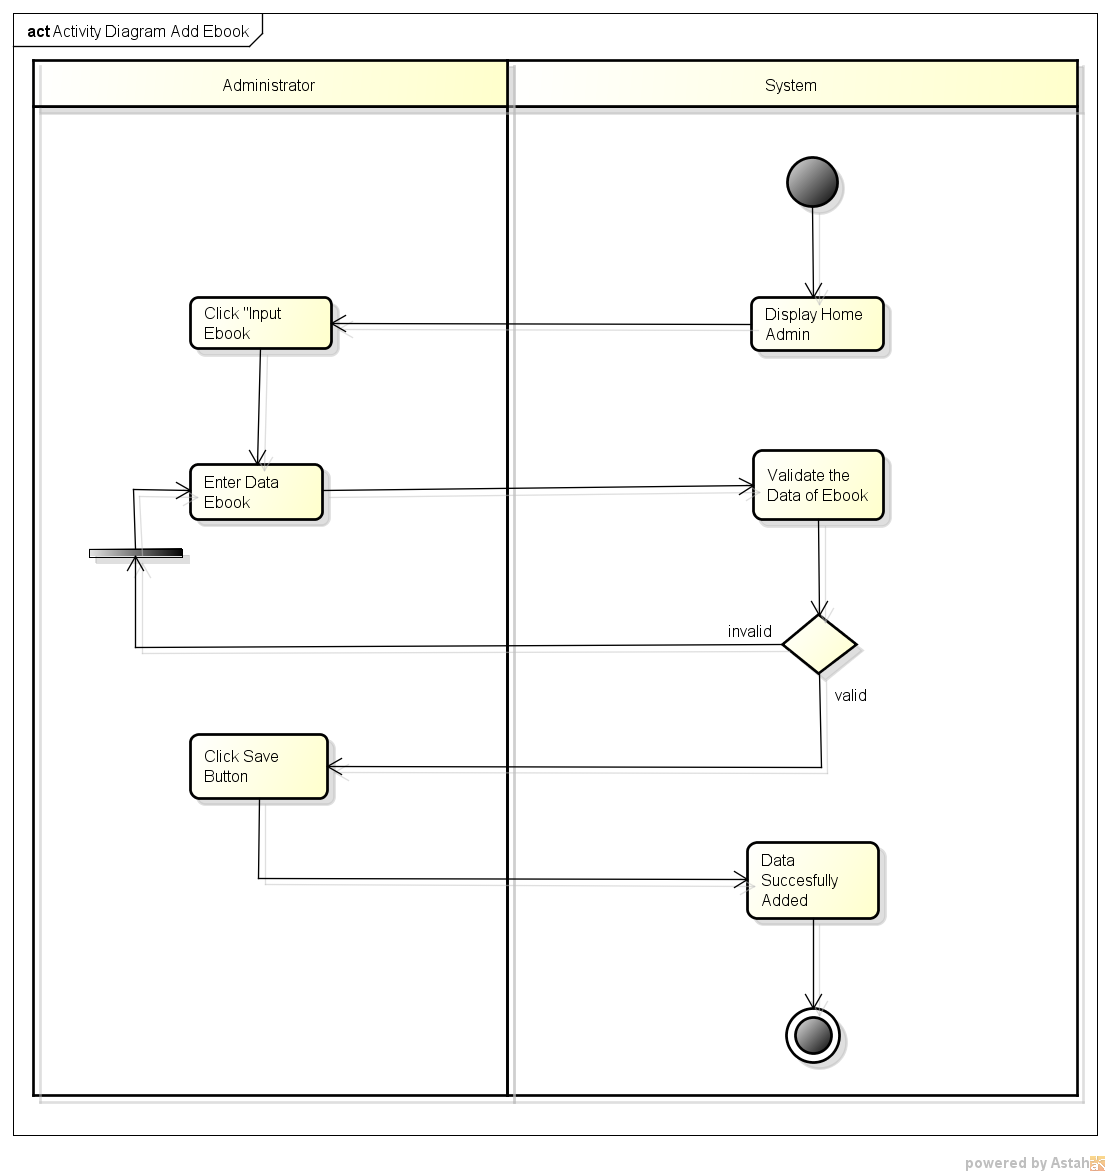 act Activity Diagram Add Ebook
Administrator
System
Click "Input
Ebook
Display Home
Admin
Enter Data
Ebook
Validate the
Data of Ebook
invalid
valid
Click Save
Button
Data
Succesfully
Added
powered by Astah